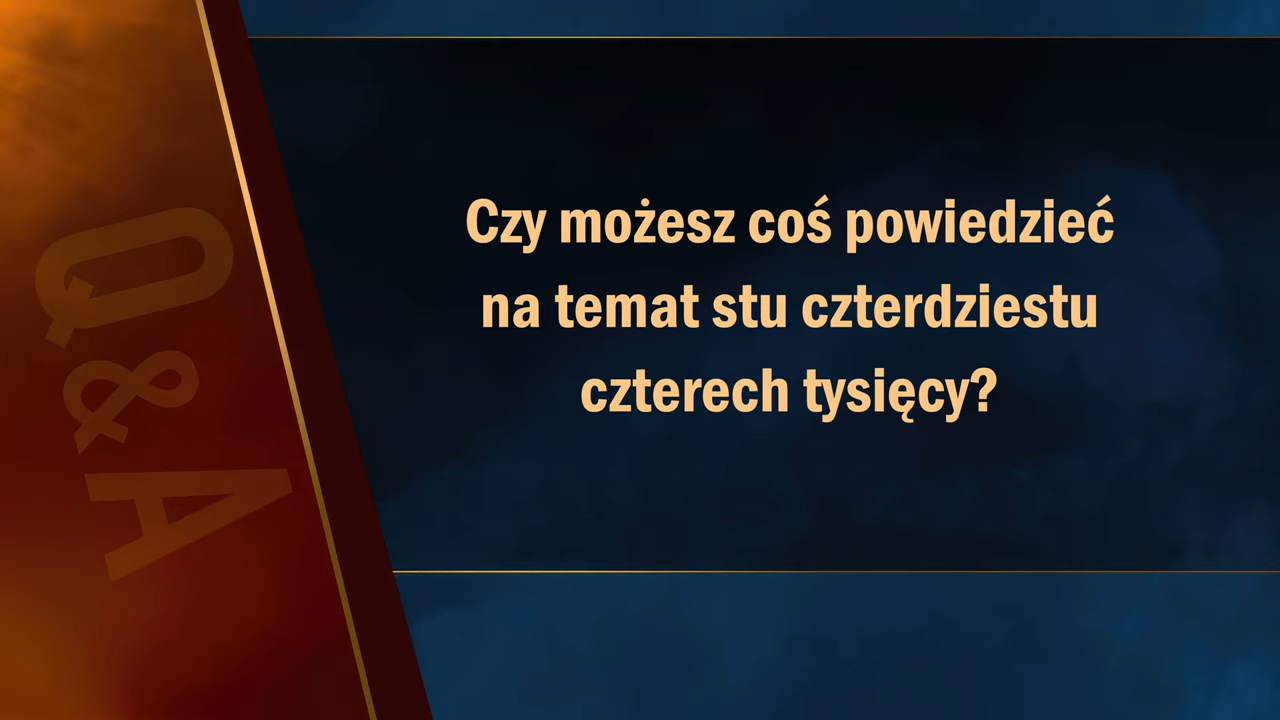 Q&A
Czy możesz coś powiedzieć
na temat stu czterdziestu
czterech tysięcy?